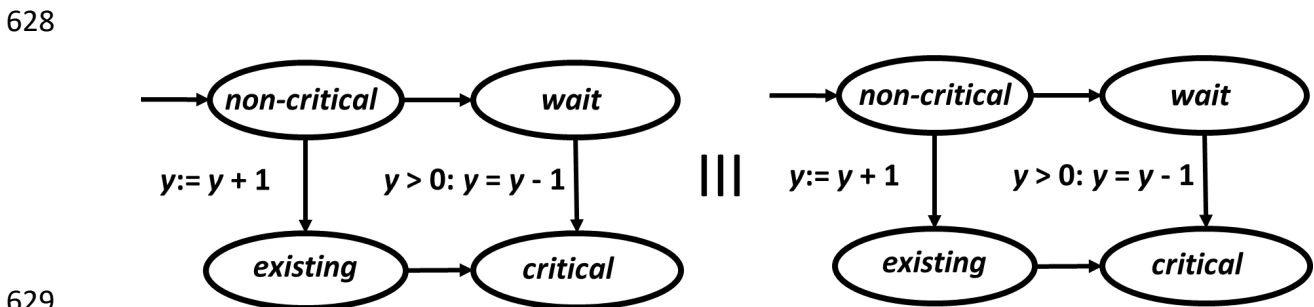 628
non-critical wait non-critical wait
y:= y + 1 y > 0: y = y - 1 ||| y:= y + 1 y > 0: y = y - 1
existing critical existing critical
629